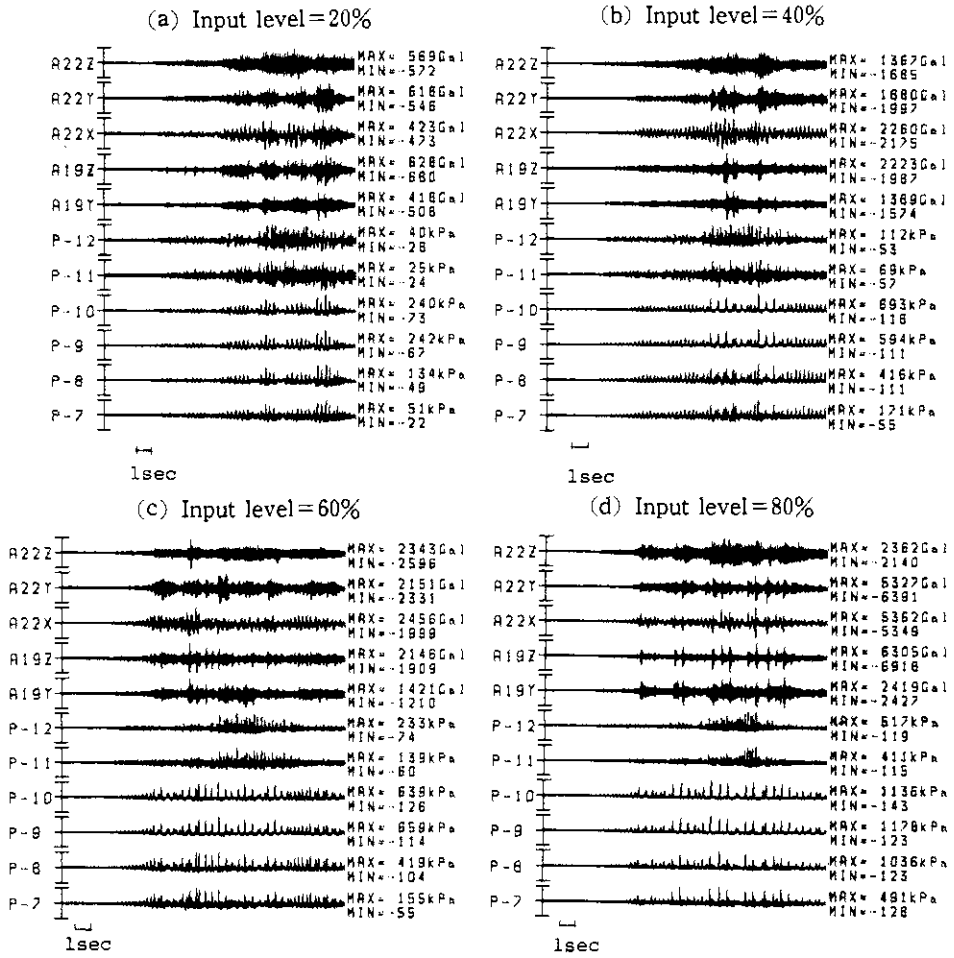 (a) Input level=20%
A22Z MAX= 569Gal
MIN=-572
A22Y MAX= 618Gal
MIN=-546
A22X MAX= 423Gal
MIN=-473
A19Z MAX= 628Gal
MIN=-660
A19Y MAX= 418Gal
MIN=-508
P-12 MAX= 40kPa
MIN=-28
P-11 MAX= 25kPa
MIN=-24
P-10 MAX= 240kPa
MIN=-73
P-9 MAX= 242kPa
MIN=-67
P-8 MAX= 134kPa
MIN=-49
P-7 MAX= 51kPa
MIN=-22
1sec
(b) Input level=40%
A22Z MAX= 1367Gal
MIN=-1685
A22Y MAX= 1680Gal
MIN=-1997
A22X MAX= 2260Gal
MIN=-2175
A19Z MAX= 2223Gal
MIN=-1987
A19Y MAX= 1369Gal
MIN=-1574
P-12 MAX= 112kPa
MIN=-53
P-11 MAX= 69kPa
MIN=-57
P-10 MAX= 693kPa
MIN=-116
P-9 MAX= 594kPa
MIN=-111
P-8 MAX= 416kPa
MIN=-111
P-7 MAX= 171kPa
MIN=-55
1sec
(c) Input level=60%
A22Z MAX= 2343Gal
MIN=-2596
A22Y MAX= 2151Gal
MIN=-2331
A22X MAX= 2456Gal
MIN=-1999
A19Z MAX= 2146Gal
MIN=-1909
A19Y MAX= 1421Gal
MIN=-1210
P-12 MAX= 233kPa
MIN=-74
P-11 MAX= 139kPa
MIN=-60
P-10 MAX= 639kPa
MIN=-126
P-9 MAX= 659kPa
MIN=-114
P-8 MAX= 419kPa
MIN=-104
P-7 MAX= 155kPa
MIN=-55
1sec
(d) Input level=80%
A22Z MAX= 2362Gal
MIN=-2140
A22Y MAX= 5327Gal
MIN=-6391
A22X MAX= 5362Gal
MIN=-5349
A19Z MAX= 6305Gal
MIN=-6918
A19Y MAX= 2419Gal
MIN=-2427
P-12 MAX= 517kPa
MIN=-119
P-11 MAX= 411kPa
MIN=-115
P-10 MAX= 1136kPa
MIN=-143
P-9 MAX= 1178kPa
MIN=-123
P-8 MAX= 1036kPa
MIN=-123
P-7 MAX= 491kPa
MIN=-128
1sec